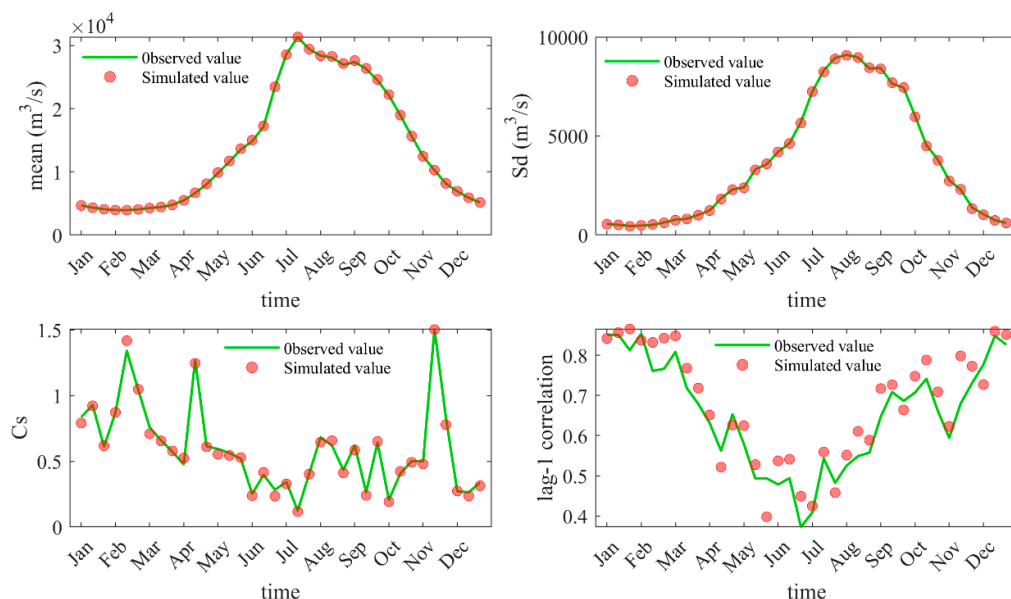 ×10⁴
3
2
1
0
mean (m³/s)
0bserved value
Simulated value
Jan Feb Mar Apr May Jun Jul Aug Sep Oct Nov Dec
time
10000
5000
0
Sd (m³/s)
0bserved value
Simulated value
Jan Feb Mar Apr May Jun Jul Aug Sep Oct Nov Dec
time
1.5
1
0.5
0
Cs
0bserved value
Simulated value
Jan Feb Mar Apr May Jun Jul Aug Sep Oct Nov Dec
time
0.8
0.7
0.6
0.5
0.4
lag-1 correlation
0bserved value
Simulated value
Jan Feb Mar Apr May Jun Jul Aug Sep Oct Nov Dec
time